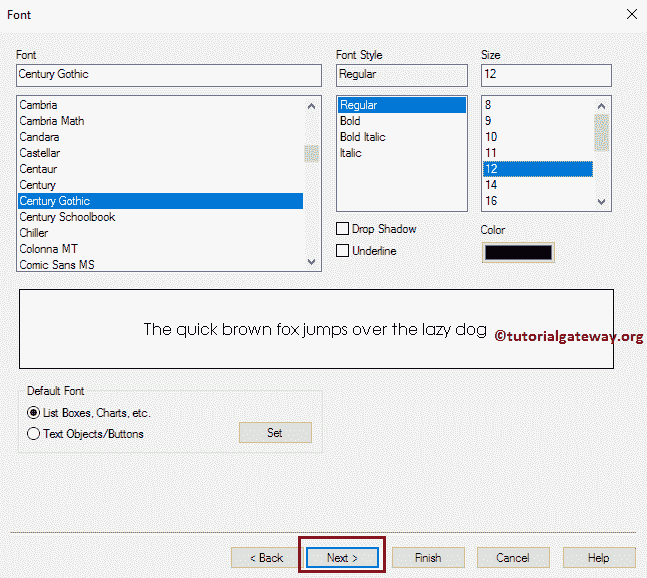 Font
Font Font Style Size
Century Gothic Regular 12
Cambria Regular 8
Cambria Math Bold 9
Candara Bold Italic 10
Castellar Italic 11
Centaur 12
Century 14
Century Gothic 16
Century Schoolbook
Chiller Drop Shadow Color
Colonna MT Underline
Comic Sans MS
The quick brown fox jumps over the lazy dog ©tutorialgateway.org
Default Font
List Boxes, Charts, etc.
Text Objects/Buttons Set
< Back Next > Finish Cancel Help